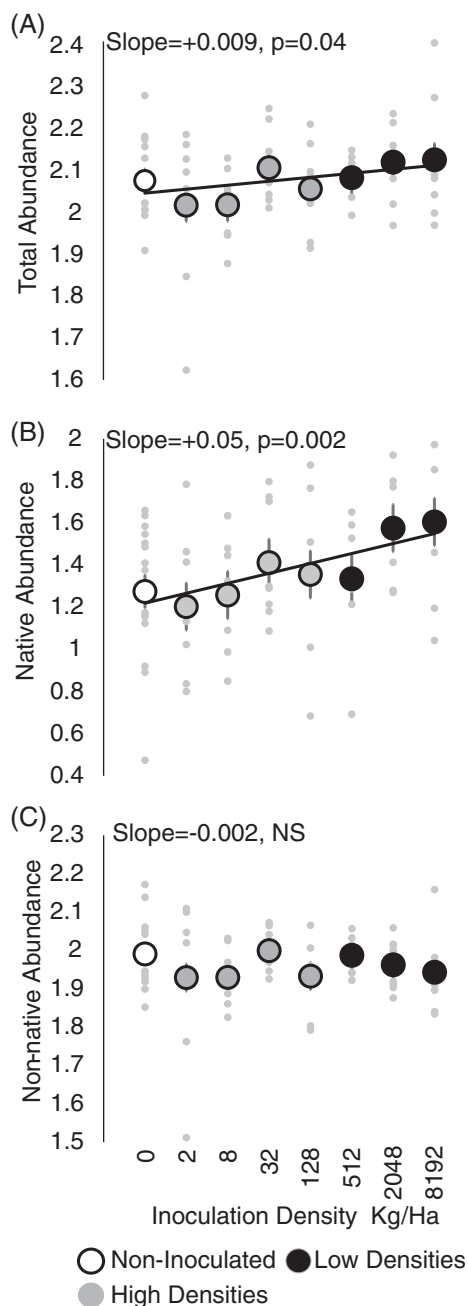 (A)
Slope=+0.009, p=0.04
Total Abundance
2.4
2.3
2.2
2.1
2
1.9
1.8
1.7
1.6
(B)
Slope=+0.05, p=0.002
Native Abundance
2
1.8
1.6
1.4
1.2
1
0.8
0.6
0.4
(C)
Slope=-0.002, NS
Non-native Abundance
2.3
2.2
2.1
2
1.9
1.8
1.7
1.6
1.5
0 2 8 32 128 512 2048 8192
Inoculation Density Kg/Ha
Non-Inoculated Low Densities
High Densities